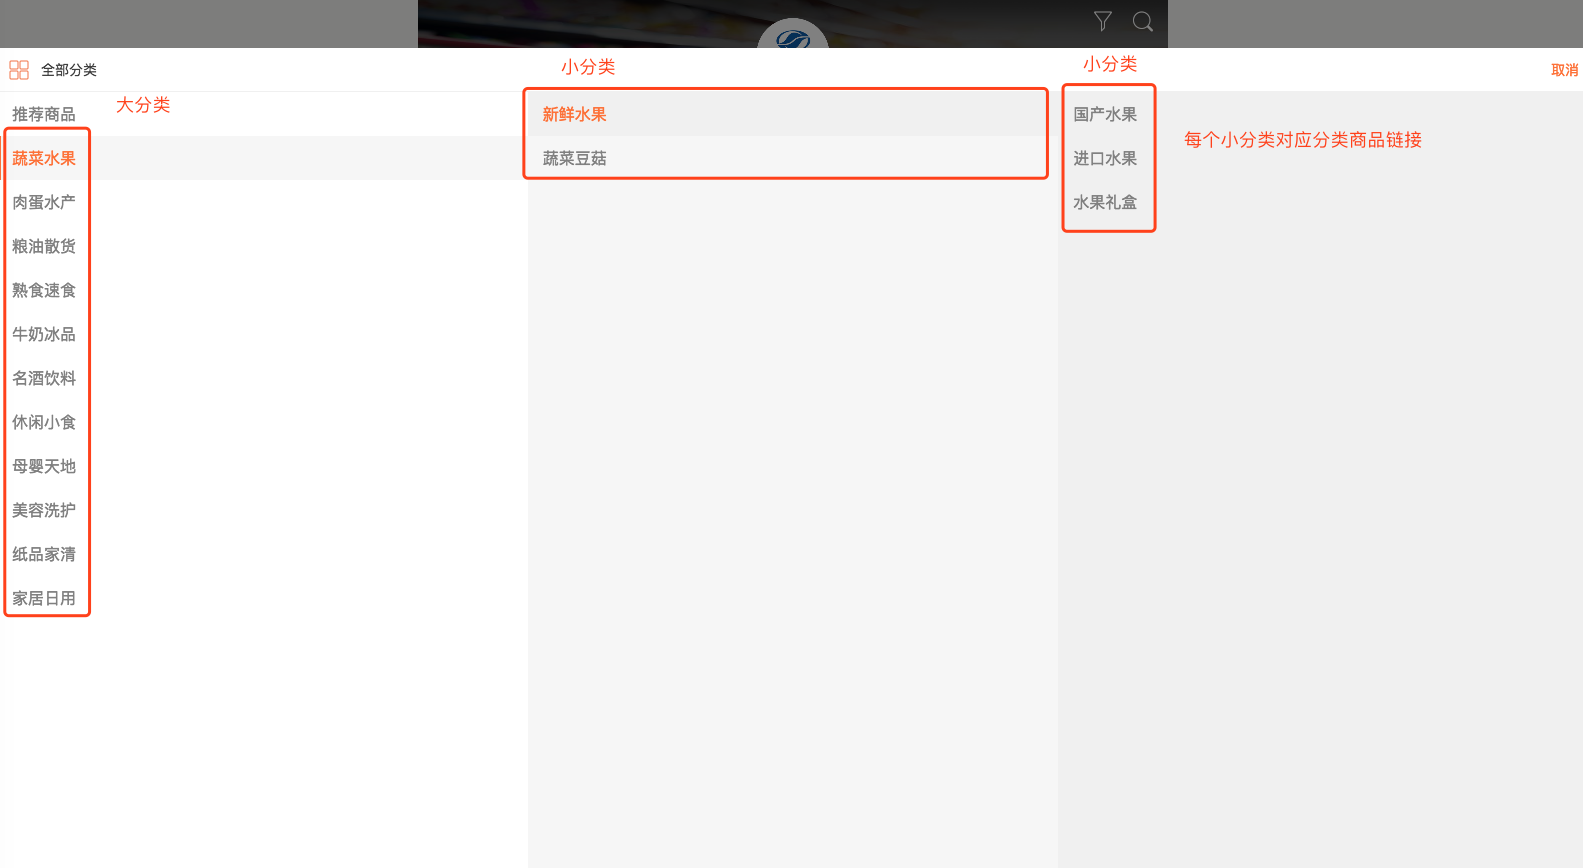 全部分类
小分类
小分类
取消
推荐商品
大分类
新鲜水果
国产水果
每个小分类对应分类商品链接
蔬菜水果
蔬菜豆菇
进口水果
肉蛋水产
水果礼盒
粮油散货
熟食速食
牛奶冰品
名酒饮料
休闲小食
母婴天地
美容洗护
纸品家清
家居日用